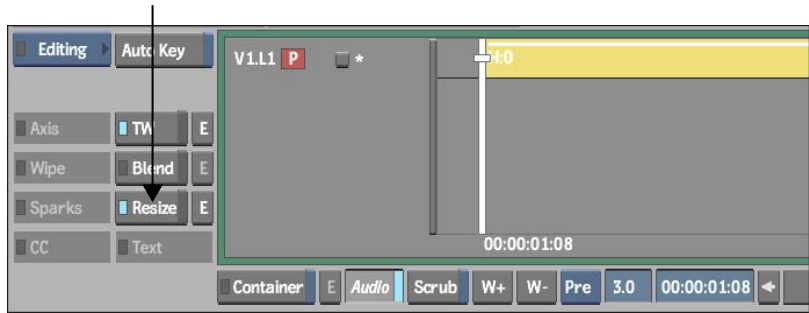 Editing Auto Key
V1.L1 P *
H:0
Axis TW E
Wipe Blend E
Sparks Resize E
CC Text
00:00:01:08
Container E Audio Scrub W+ W- Pre 3.0 00:00:01:08